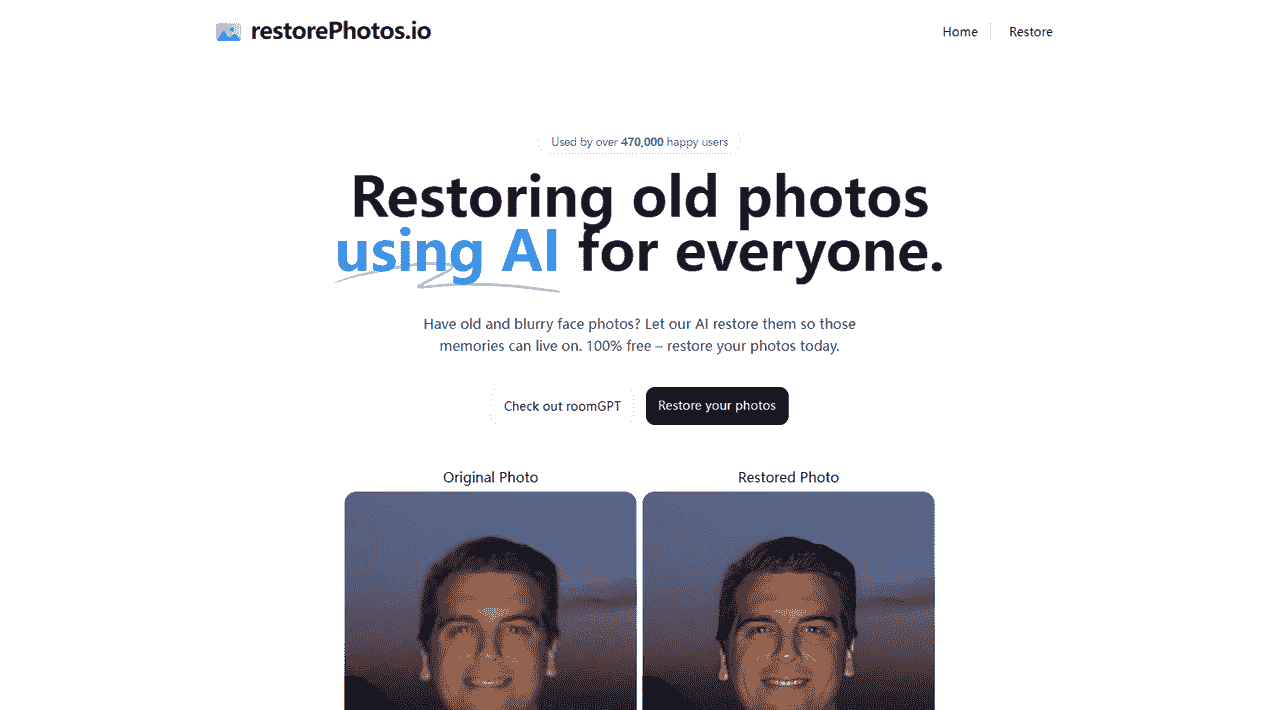 restorePhotos.io
Home
Restore
Used by over 470,000 happy users
Restoring old photos
using AI for everyone.
Have old and blurry face photos? Let our AI restore them so those
memories can live on. 100% free – restore your photos today.
Check out roomGPT
Restore your photos
Original Photo
Restored Photo